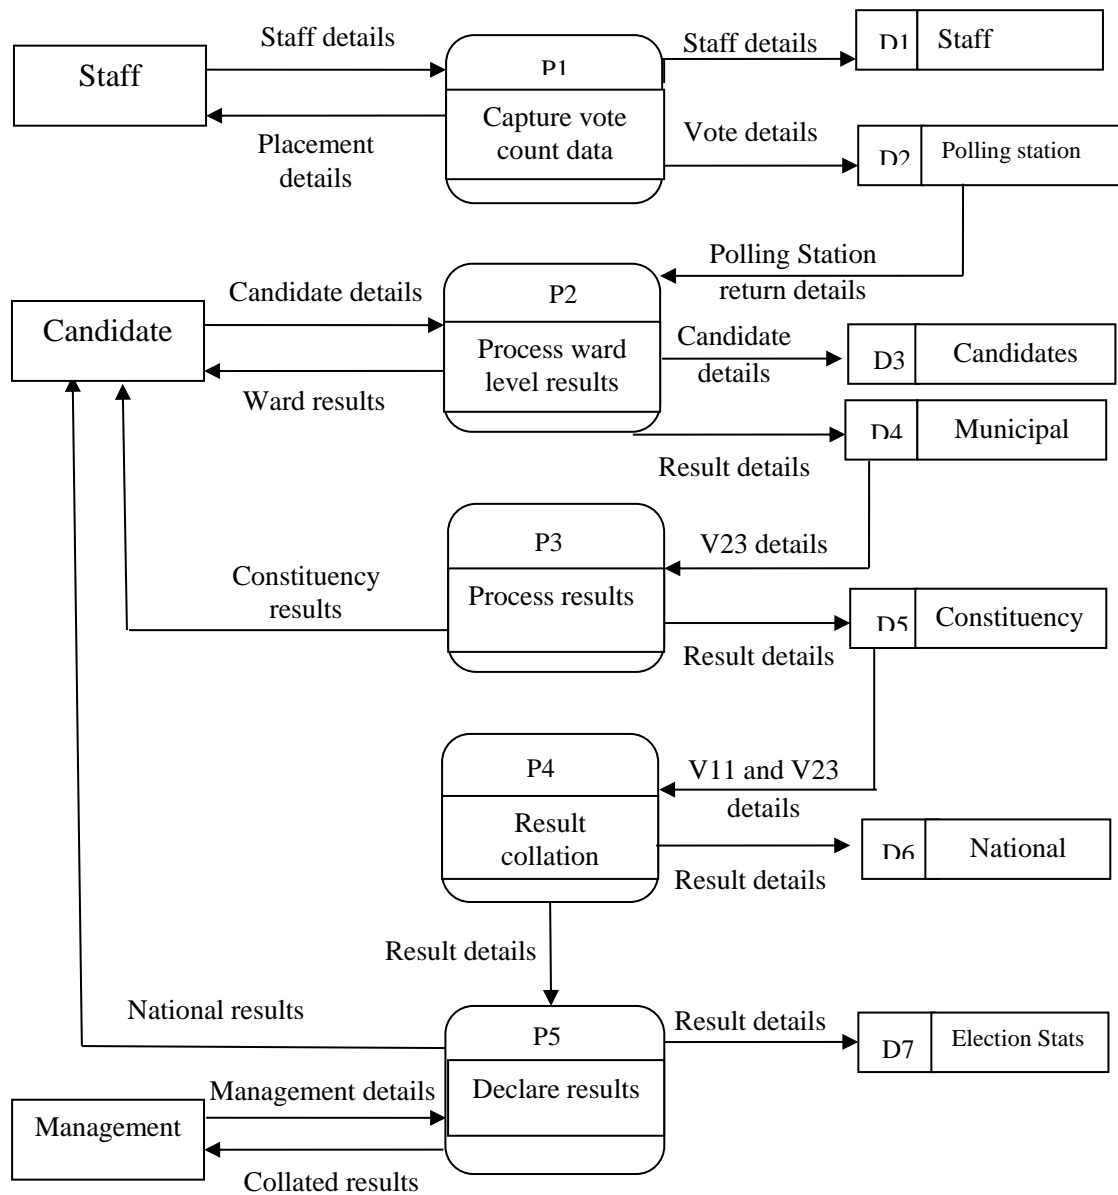 Staff details
Staff
P1
Staff details
D1
Staff
Placement
details
Capture vote
count data
Vote details
D2
Polling station
Polling Station
return details
Candidate details
P2
Candidate
Process ward
level results
Candidate
details
D3
Candidates
Ward results
Result details
D4
Municipal
P3
V23 details
Constituency
results
Process results
Result details
D5
Constituency
P4
V11 and V23
details
Result
collation
Result details
D6
National
Result details
National results
P5
Result details
D7
Election Stats
Management details
Declare results
Management
Collated results